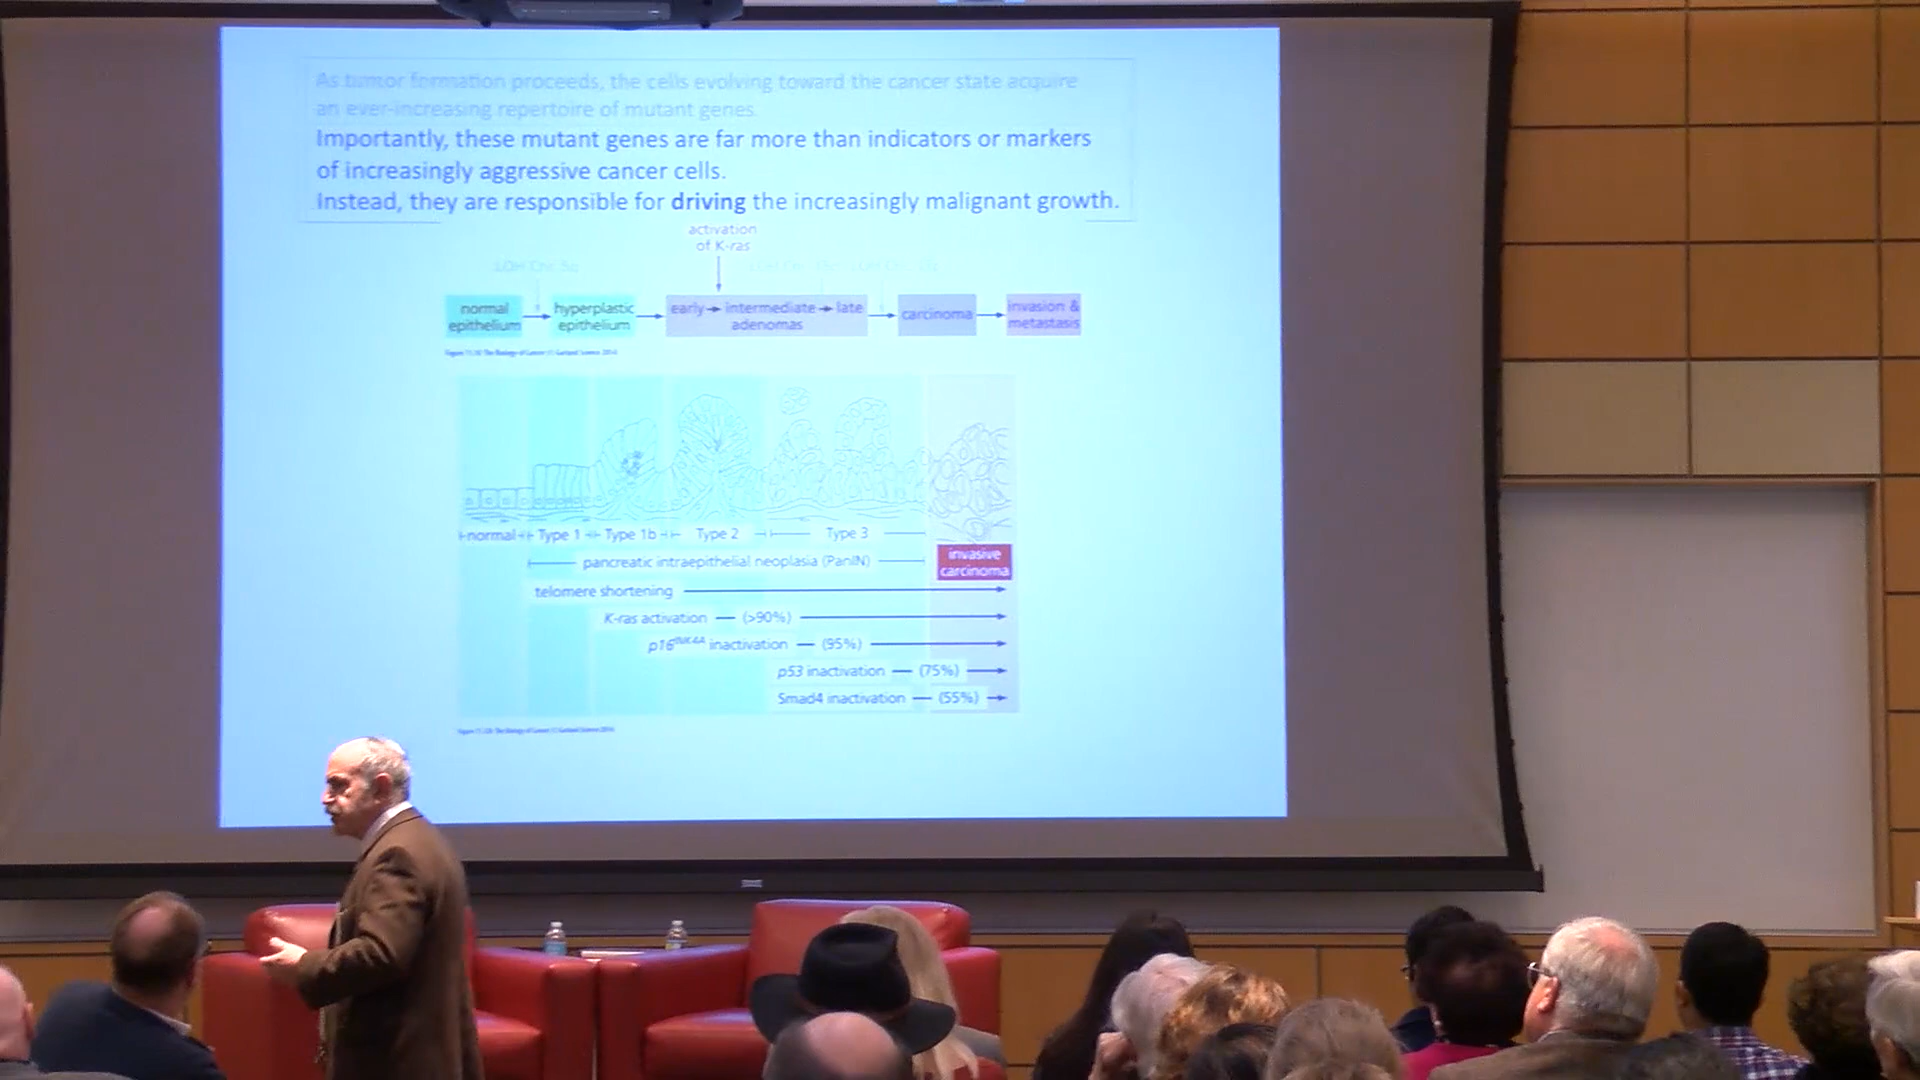 As tumor formation proceeds, the cells evolving toward the cancer state acquire
an ever-increasing repertoire of mutant genes.
Importantly, these mutant genes are far more than indicators or markers
of increasingly aggressive cancer cells.
Instead, they are responsible for driving the increasingly malignant growth.
activation
of K-ras
normal
epithelium
hyperplastic
epithelium
early intermediate late
adenomas
carcinoma
invasion &
metastasis
normal Type 1 Type 1b Type 2 Type 3
pancreatic intraepithelial neoplasia (PanIN)
invasive
carcinoma
telomere shortening
K-ras activation — (>90%)
p16INK4A inactivation — (95%)
p53 inactivation — (75%)
Smad4 inactivation — (55%)